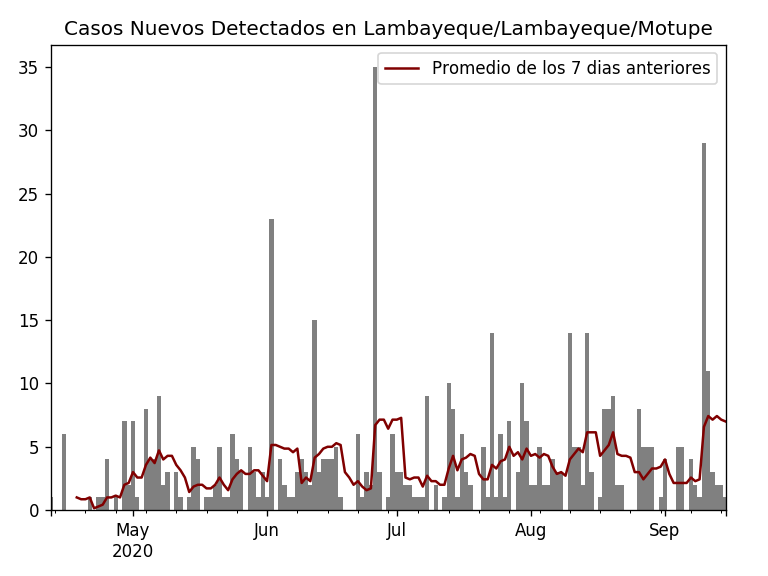 Casos Nuevos Detectados en Lambayeque/Lambayeque/Motupe
Promedio de los 7 dias anteriores
35
30
25
20
15
10
5
0
May
2020
Jun
Jul
Aug
Sep